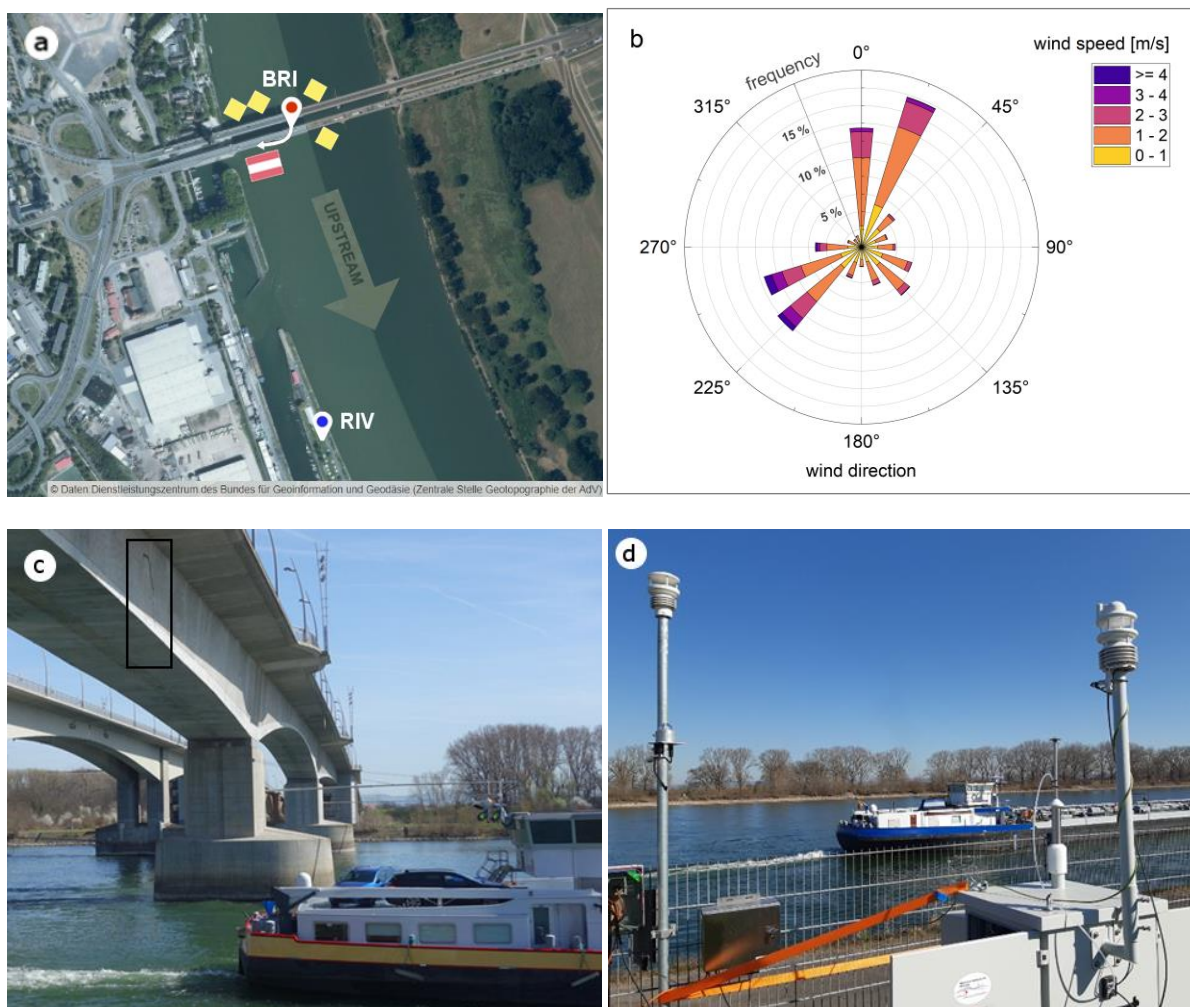 a
BRI
UPSTREAM
RIV
© Daten Dienstleistungszentrum des Bundes für Geoinformation und Geodäsie (Zentrale Stelle Geotopographie der AdV)
b
wind speed [m/s]
>= 4
3 - 4
2 - 3
1 - 2
0 - 1
frequency
0°
315°
45°
15 %
10 %
5 %
270°
90°
225°
135°
180°
wind direction
c
d